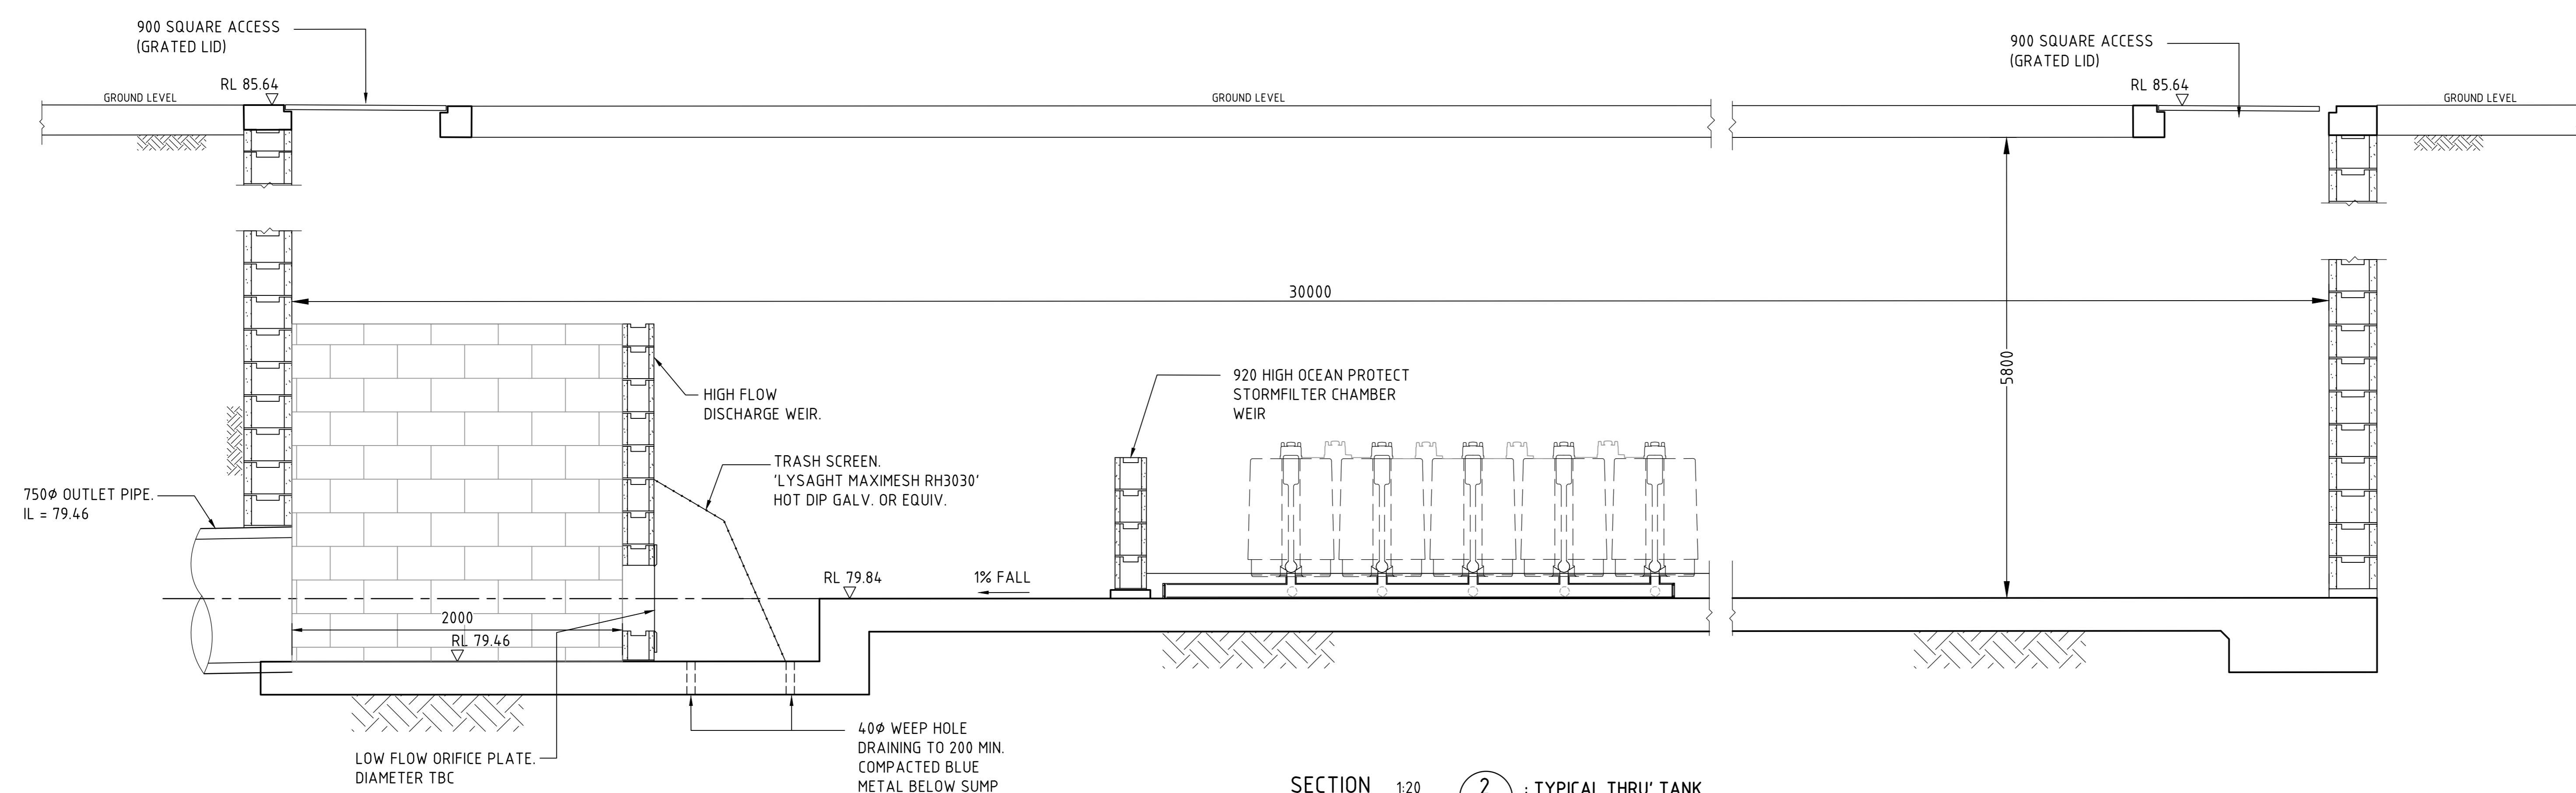 900 SQUARE ACCESS
(GRATED LID)
RL 85.64
GROUND LEVEL
GROUND LEVEL
900 SQUARE ACCESS
(GRATED LID)
RL 85.64
GROUND LEVEL
30000
5800
HIGH FLOW
DISCHARGE WEIR.
920 HIGH OCEAN PROTECT
STORMFILTER CHAMBER
WEIR
TRASH SCREEN.
'LYSAGHT MAXIMESH RH3030'
HOT DIP GALV. OR EQUIV.
750Ø OUTLET PIPE.
IL = 79.46
RL 79.84
1% FALL
2000
RL 79.46
LOW FLOW ORIFICE PLATE.
DIAMETER TBC
40Ø WEEP HOLE
DRAINING TO 200 MIN.
COMPACTED BLUE
METAL BELOW SUMP
SECTION 1:20 2 : TYPICAL THRU' TANK